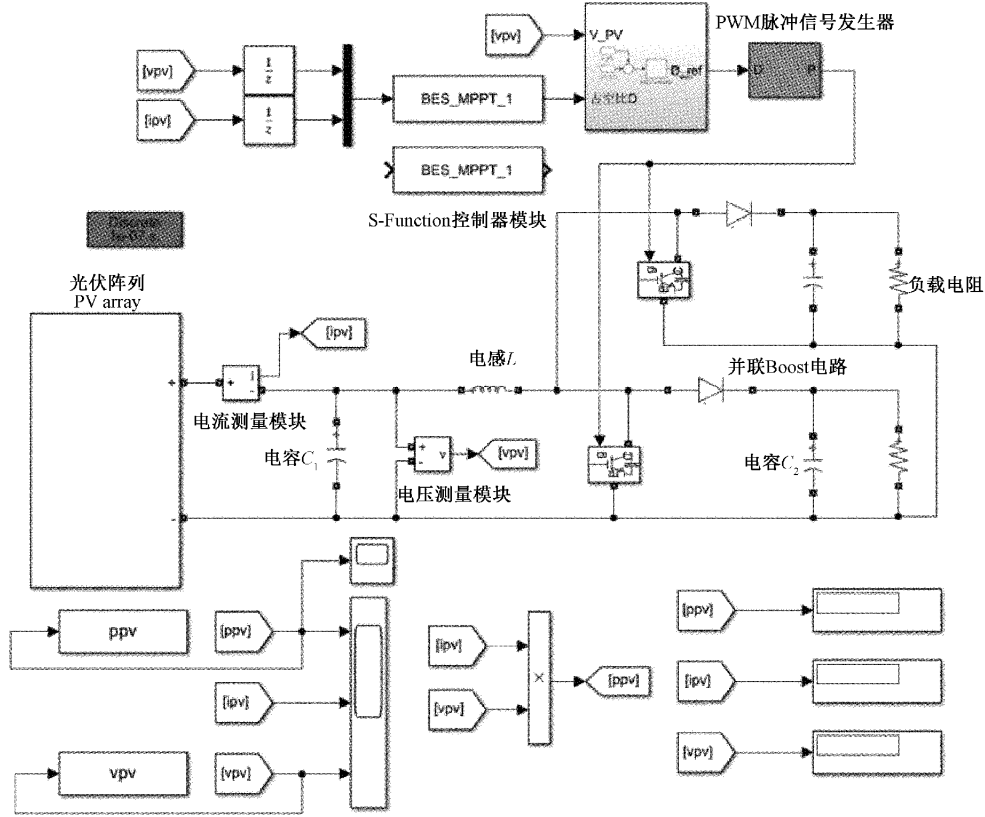 PWM脉冲信号发生器
[vpv]
V_PV
D_ref
占空比D
D
P
[vpv]
1
z
[ipv]
1
z
BES_MPPT_1
BES_MPPT_1
S-Function控制器模块
Discrete
光伏阵列
PV array
+
-
[ipv]
+
i
-
电流测量模块
电容C₁
电感L
+
-
v
[vpv]
电压测量模块
g
C
E
负载电阻
并联Boost电路
g
C
E
电容C₂
ppv
[ppv]
[ipv]
vpv
[vpv]
[ipv]
[vpv]
×
[ppv]
[ppv]
[ipv]
[vpv]